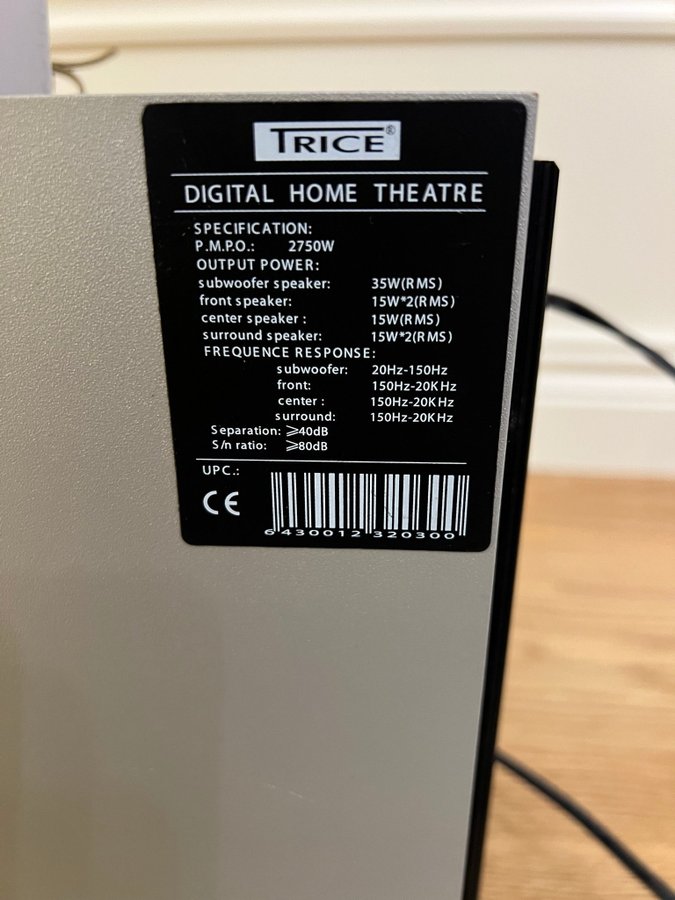 TRICE®
DIGITAL HOME THEATRE
SPECIFICATION:
P.M.P.O.: 2750W
OUTPUT POWER:
subwoofer speaker: 35W(RMS)
front speaker: 15W*2(RMS)
center speaker : 15W(RMS)
surround speaker: 15W*2(RMS)
FREQUENCE RESPONSE:
subwoofer: 20Hz-150Hz
front: 150Hz-20KHz
center : 150Hz-20KHz
surround: 150Hz-20KHz
Separation: ⩾40dB
S/n ratio: ⩾80dB
UPC.:
CE
6 430012 320300